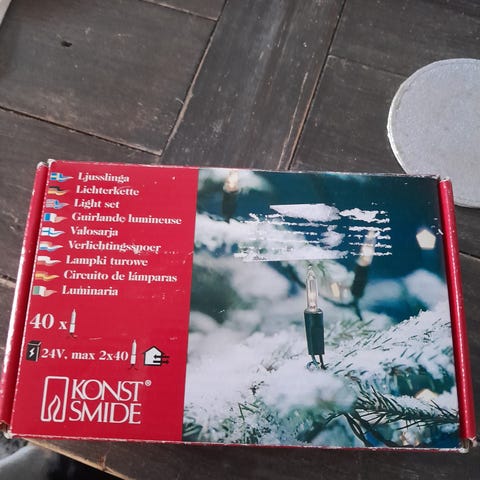 Ljusslinga
Lichterkette
Light set
Guirlande lumineuse
Valosarja
Verlichtingssnoer
Lampki turowe
Circuito de lámparas
Luminaria
40 x
24V, max 2x40
KONST®
SMIDE